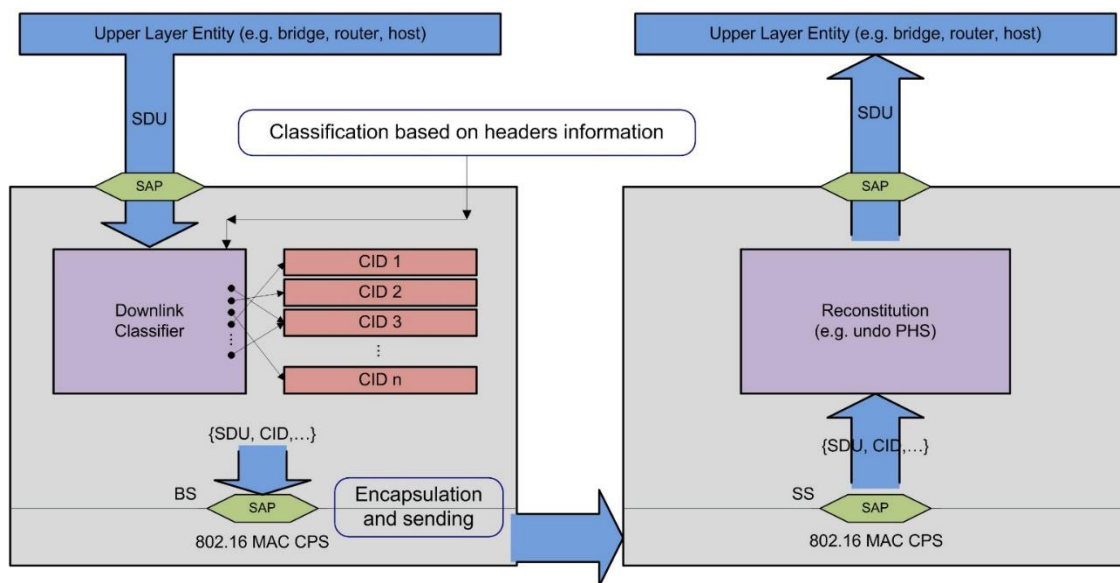 Upper Layer Entity (e.g. bridge, router, host)
SDU
Classification based on headers information
SAP
Downlink
Classifier
CID 1
CID 2
CID 3
⋮
CID n
{SDU, CID,…}
BS
SAP
Encapsulation
and sending
802.16 MAC CPS
Upper Layer Entity (e.g. bridge, router, host)
SDU
SAP
Reconstitution
(e.g. undo PHS)
{SDU, CID,…}
SS
SAP
802.16 MAC CPS